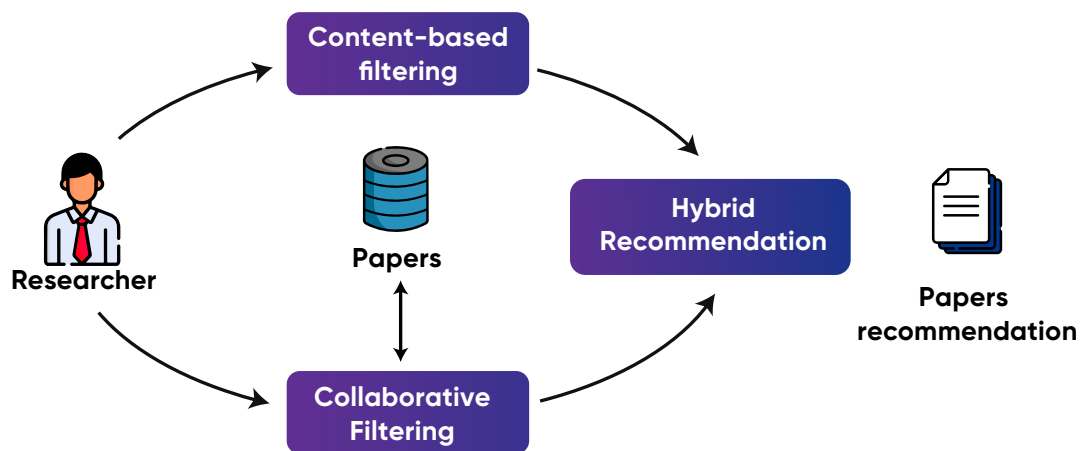 Content-based
filtering
Researcher
Papers
Hybrid
Recommendation
Papers
recommendation
Collaborative
Filtering